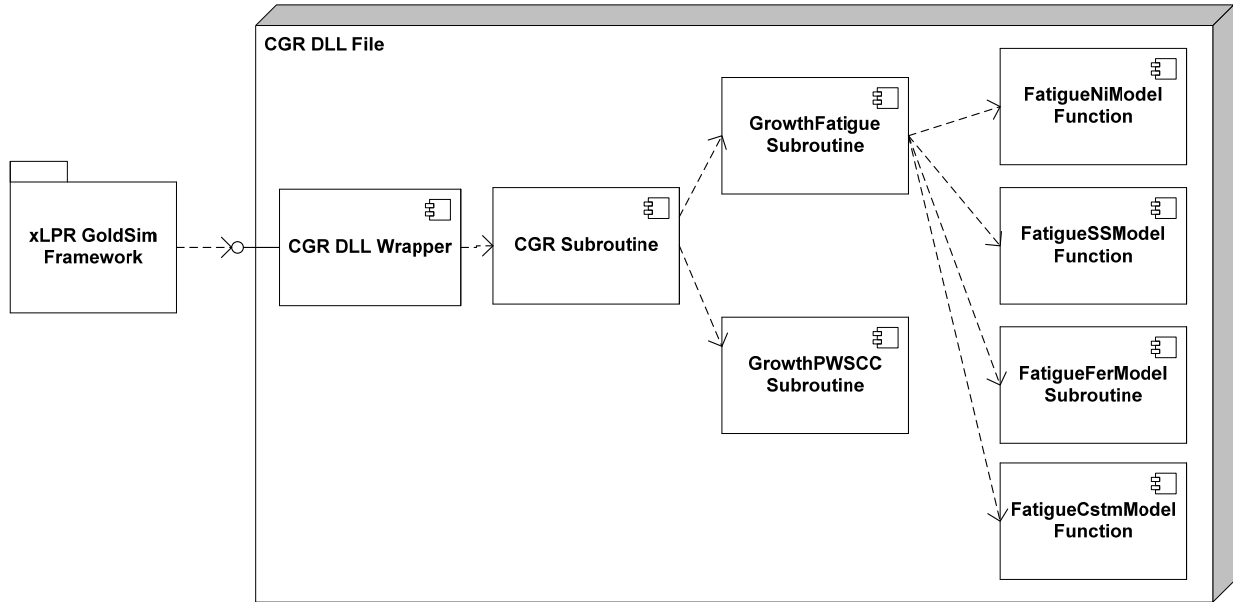 CGR DLL File
xLPR GoldSim
Framework
CGR DLL Wrapper
CGR Subroutine
GrowthFatigue
Subroutine
GrowthPWSCC
Subroutine
FatigueNiModel
Function
FatigueSSModel
Function
FatigueFerModel
Subroutine
FatigueCstmModel
Function